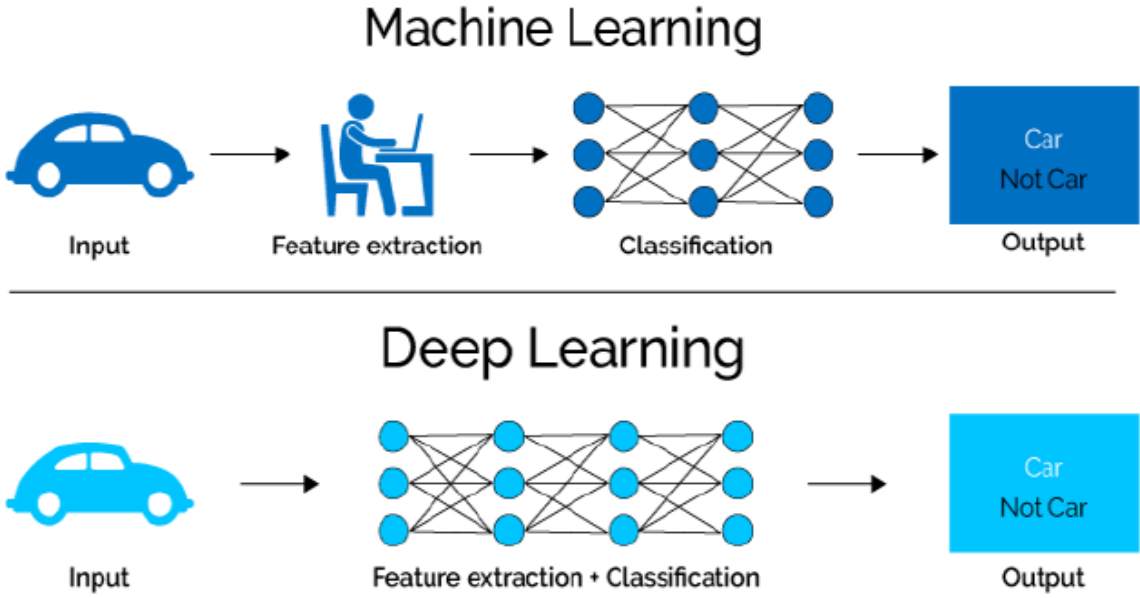 Machine Learning
Car
Not Car
Input
Feature extraction
Classification
Output
Deep Learning
Car
Not Car
Input
Feature extraction + Classification
Output